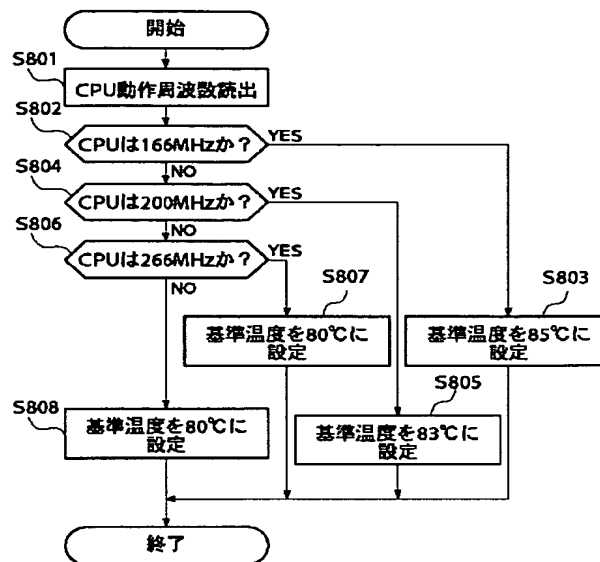 開始
S801
CPU動作周波数読出
S802
CPUは166MHzか?
YES
NO
S804
CPUは200MHzか?
YES
NO
S806
CPUは266MHzか?
YES
NO
S807
基準温度を80℃に
設定
S803
基準温度を85℃に
設定
S808
基準温度を80℃に
設定
S805
基準温度を83℃に
設定
終了